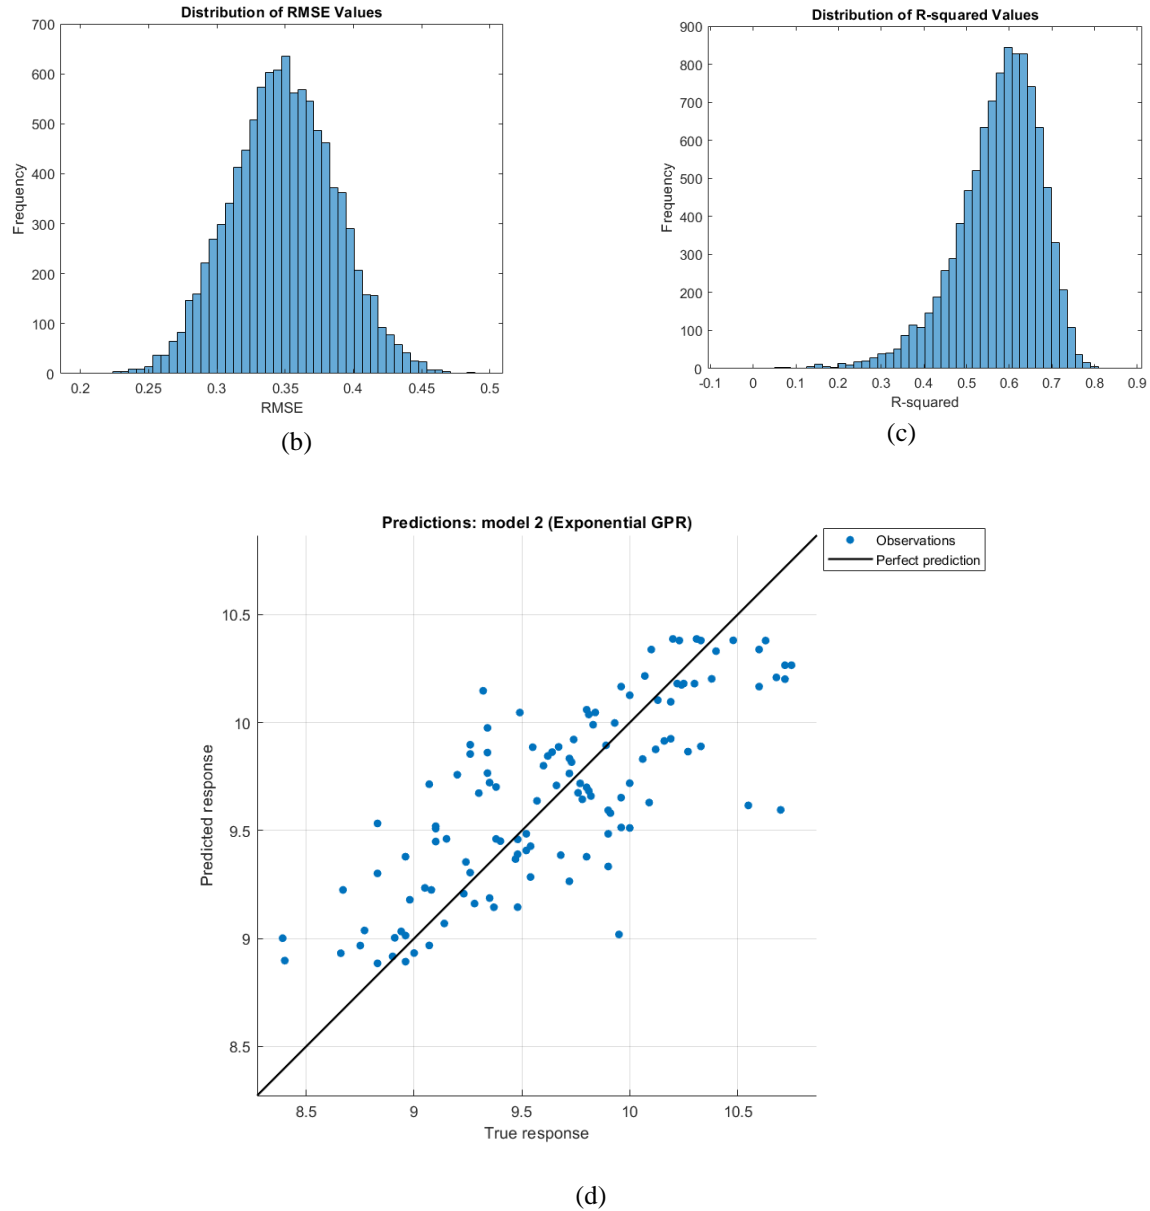 Distribution of RMSE Values
700
600
500
400
300
200
100
0
Frequency
0.2 0.25 0.3 0.35 0.4 0.45 0.5
RMSE
(b)
Distribution of R-squared Values
900
800
700
600
500
400
300
200
100
0
Frequency
-0.1 0 0.1 0.2 0.3 0.4 0.5 0.6 0.7 0.8 0.9
R-squared
(c)
Predictions: model 2 (Exponential GPR)
Observations
Perfect prediction
10.5
10
9.5
9
8.5
Predicted response
8.5 9 9.5 10 10.5
True response
(d)